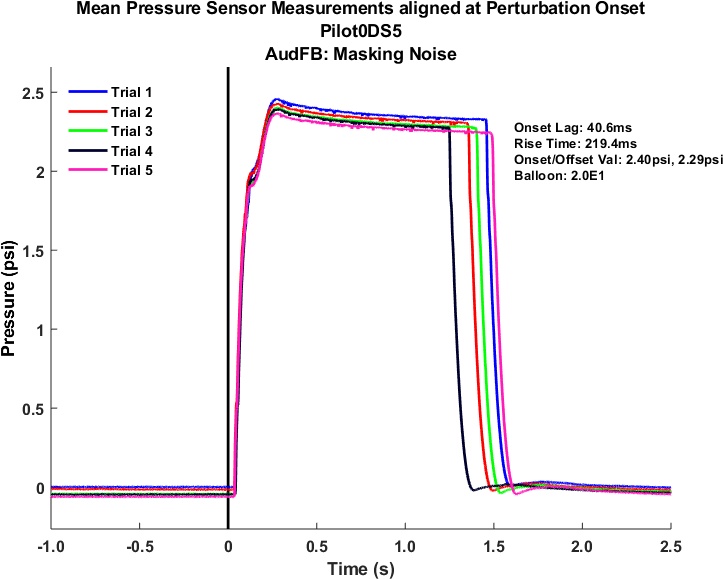 Mean Pressure Sensor Measurements aligned at Perturbation Onset
Pilot0DS5
AudFB: Masking Noise
Trial 1
Trial 2
Trial 3
Trial 4
Trial 5
Onset Lag: 40.6ms
Rise Time: 219.4ms
Onset/Offset Val: 2.40psi, 2.29psi
Balloon: 2.0E1
Pressure (psi)
2.5
2
1.5
1
0.5
0
-1.0 -0.5 0 0.5 1.0 1.5 2.0 2.5
Time (s)